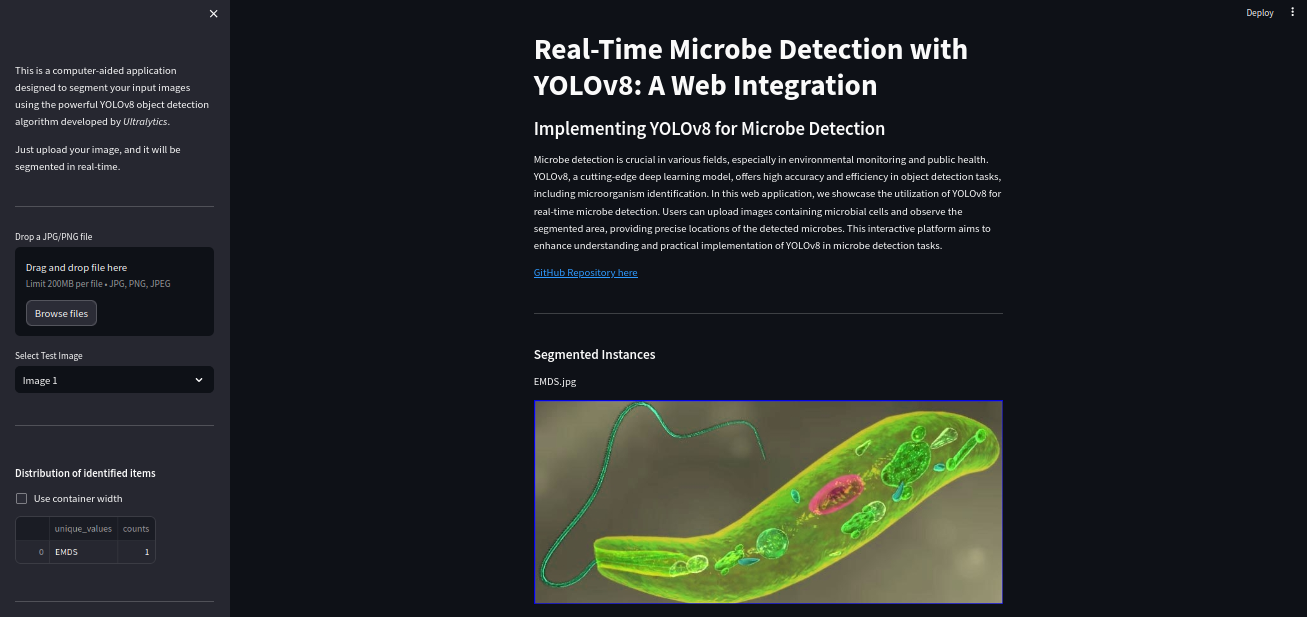 Deploy
This is a computer-aided application
designed to segment your input images
using the powerful YOLOv8 object detection
algorithm developed by Ultralytics.
Just upload your image, and it will be
segmented in real-time.
Drop a JPG/PNG file
Drag and drop file here
Limit 200MB per file • JPG, PNG, JPEG
Browse files
Select Test Image
Image 1
Distribution of identified items
Use container width
unique_values counts
0 EMDS 1
Real-Time Microbe Detection with
YOLOv8: A Web Integration
Implementing YOLOv8 for Microbe Detection
Microbe detection is crucial in various fields, especially in environmental monitoring and public health.
YOLOv8, a cutting-edge deep learning model, offers high accuracy and efficiency in object detection tasks,
including microorganism identification. In this web application, we showcase the utilization of YOLOv8 for
real-time microbe detection. Users can upload images containing microbial cells and observe the
segmented area, providing precise locations of the detected microbes. This interactive platform aims to
enhance understanding and practical implementation of YOLOv8 in microbe detection tasks.
GitHub Repository here
Segmented Instances
EMDS.jpg